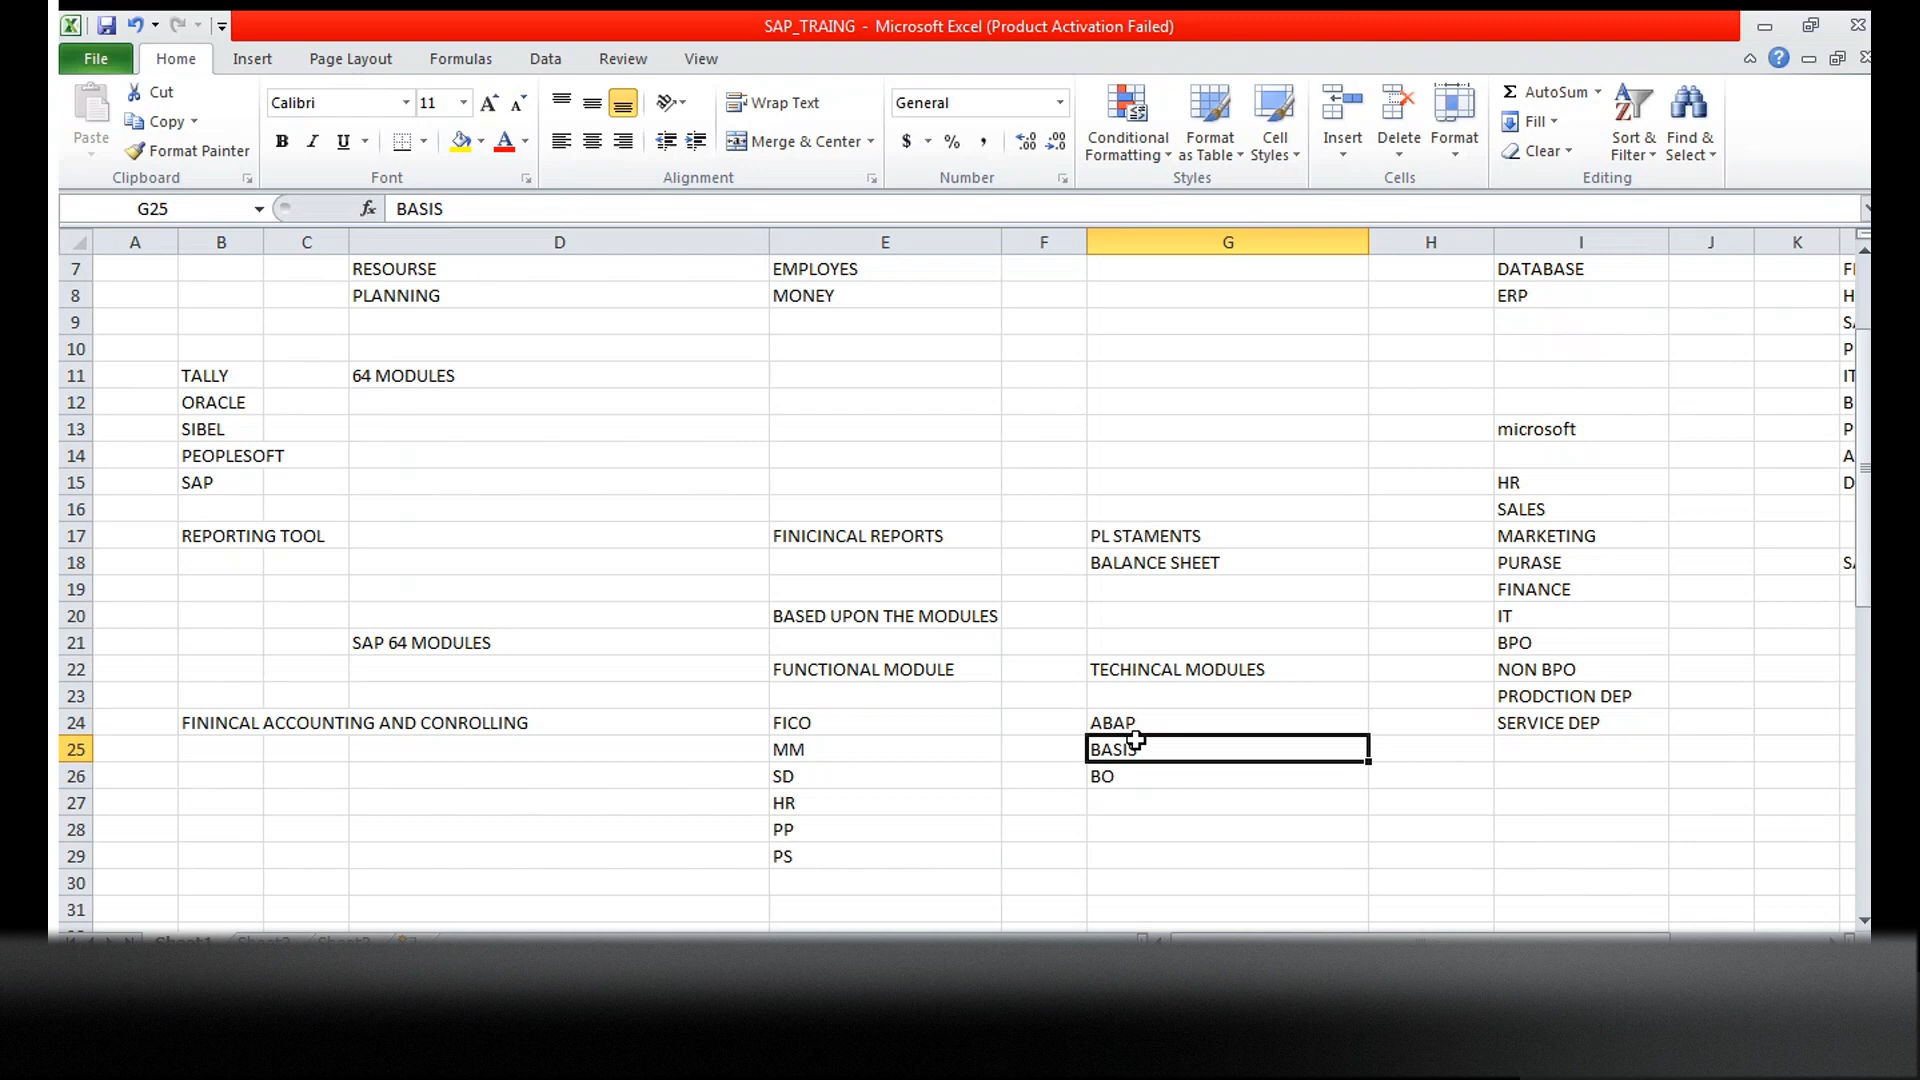 SAP_TRAING - Microsoft Excel (Product Activation Failed)
File Home Insert Page Layout Formulas Data Review View
Paste Cut Copy Format Painter Clipboard
Calibri 11 B I U Font
Wrap Text Merge & Center Alignment
General $ % , Number
Conditional Formatting Format as Table Cell Styles Styles
Insert Delete Format Cells
AutoSum Fill Clear Sort & Filter Find & Select Editing
G25 fx BASIS
A B C D E F G H I J K
7 RESOURSE EMPLOYES DATABASE
8 PLANNING MONEY ERP H
9
10 P
11 TALLY 64 MODULES IT
12 ORACLE B
13 SIBEL microsoft P
14 PEOPLESOFT A
15 SAP HR D
16 SALES
17 REPORTING TOOL FINICINCAL REPORTS PL STAMENTS MARKETING
18 BALANCE SHEET PURASE
19 FINANCE
20 BASED UPON THE MODULES IT
21 SAP 64 MODULES BPO
22 FUNCTIONAL MODULE TECHINCAL MODULES NON BPO
23 PRODCTION DEP
24 FININCAL ACCOUNTING AND CONROLLING FICO ABAP SERVICE DEP
25 MM BASIS
26 SD BO
27 HR
28 PP
29 PS
30
31